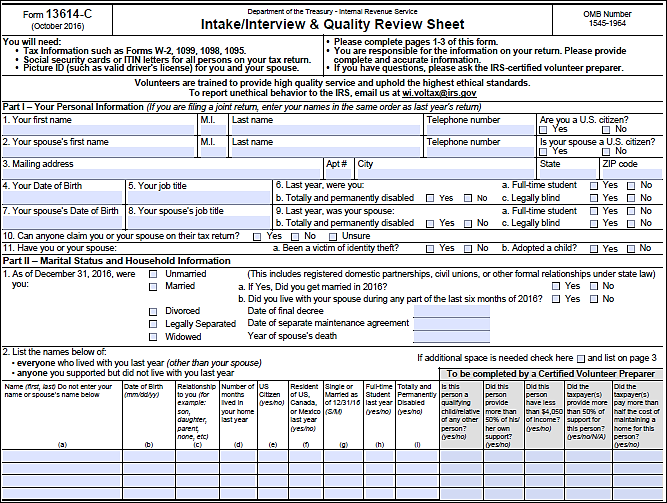 Form 13614-C
(October 2016)
Department of the Treasury - Internal Revenue Service
Intake/Interview & Quality Review Sheet
OMB Number
1545-1964
You will need:
• Tax Information such as Forms W-2, 1099, 1098, 1095.
• Social security cards or ITIN letters for all persons on your tax return.
• Picture ID (such as valid driver's license) for you and your spouse.
• Please complete pages 1-3 of this form.
• You are responsible for the information on your return. Please provide
complete and accurate information.
• If you have questions, please ask the IRS-certified volunteer preparer.
Volunteers are trained to provide high quality service and uphold the highest ethical standards.
To report unethical behavior to the IRS, email us at wi.voltax@irs.gov
Part I – Your Personal Information (If you are filing a joint return, enter your names in the same order as last year's return)
1. Your first name M.I. Last name Telephone number Are you a U.S. citizen?
Yes No
2. Your spouse's first name M.I. Last name Telephone number Is your spouse a U.S. citizen?
Yes No
3. Mailing address Apt # City State ZIP code
4. Your Date of Birth 5. Your job title 6. Last year, were you: a. Full-time student Yes No
b. Totally and permanently disabled Yes No c. Legally blind Yes No
7. Your spouse's Date of Birth 8. Your spouse's job title 9. Last year, was your spouse: a. Full-time student Yes No
b. Totally and permanently disabled Yes No c. Legally blind Yes No
10. Can anyone claim you or your spouse on their tax return? Yes No Unsure
11. Have you or your spouse: a. Been a victim of identity theft? Yes No b. Adopted a child? Yes No
Part II – Marital Status and Household Information
1. As of December 31, 2016, were
you:
Unmarried (This includes registered domestic partnerships, civil unions, or other formal relationships under state law)
Married a. If Yes, Did you get married in 2016? Yes No
b. Did you live with your spouse during any part of the last six months of 2016? Yes No
Divorced Date of final decree
Legally Separated Date of separate maintenance agreement
Widowed Year of spouse's death
2. List the names below of:
• everyone who lived with you last year (other than your spouse)
• anyone you supported but did not live with you last year
If additional space is needed check here and list on page 3
To be completed by a Certified Volunteer Preparer
Name (first, last) Do not enter your
name or spouse's name below
(a)
Date of Birth
(mm/dd/yy)
(b)
Relationship
to you (for
example:
son,
daughter,
parent,
none, etc)
(c)
Number of
months
lived in
your home
last year
(d)
US
Citizen
(yes/no)
(e)
Resident
of US,
Canada,
or Mexico
last year
(yes/no)
(f)
Single or
Married as
of 12/31/16
(S/M)
(g)
Full-time
Student
last year
(yes/no)
(h)
Totally and
Permanently
Disabled
(yes/no)
(i)
Is this
person a
qualifying
child/relative
of any other
person?
(yes/no)
Did this
person
provide more
than 50% of his/
her own
support?
(yes/no)
Did this
person
have less
than $4,050
of income?
(yes/no)
Did the
taxpayer(s)
provide more
than 50% of
support for
this person?
(yes/no/N/A)
Did the
taxpayer(s)
pay more than
half the cost of
maintaining a
home for this
person?
(yes/no)